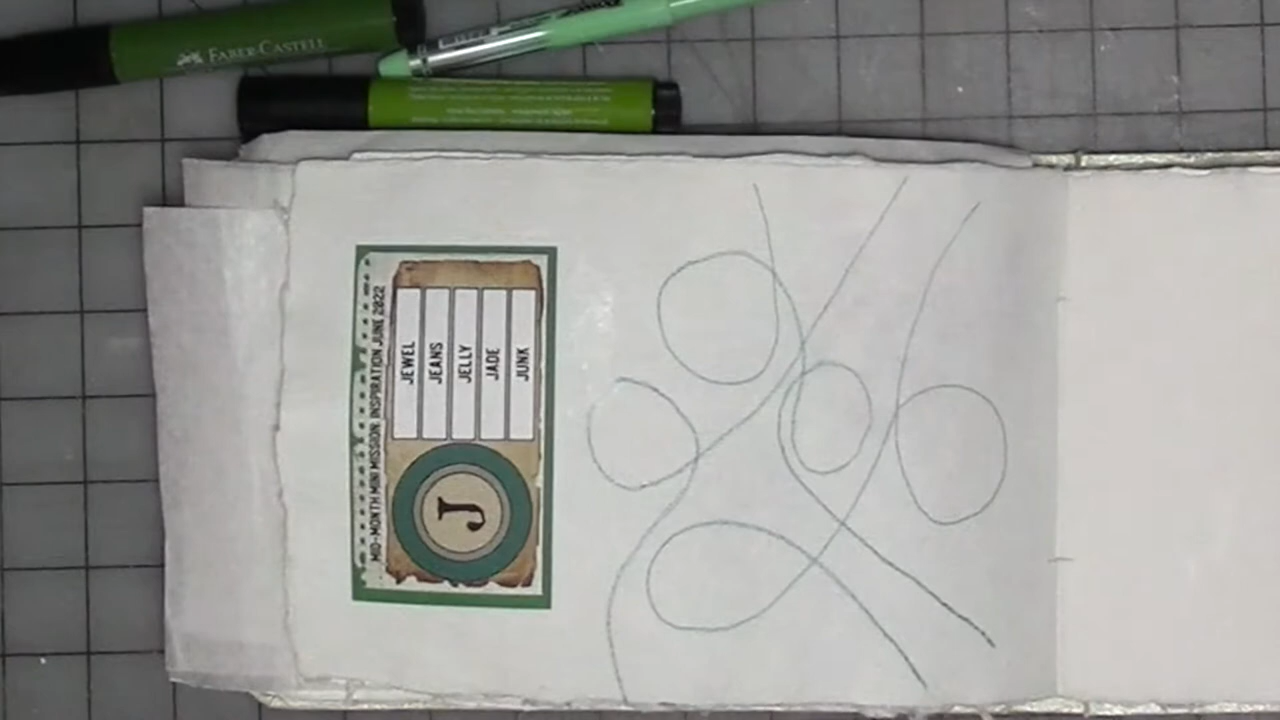 FABER-CASTELL
MID-MONTH MINI MISSION: INSPIRATION JUNE 2022
J
JEWEL
JEANS
JELLY
JADE
JUNK